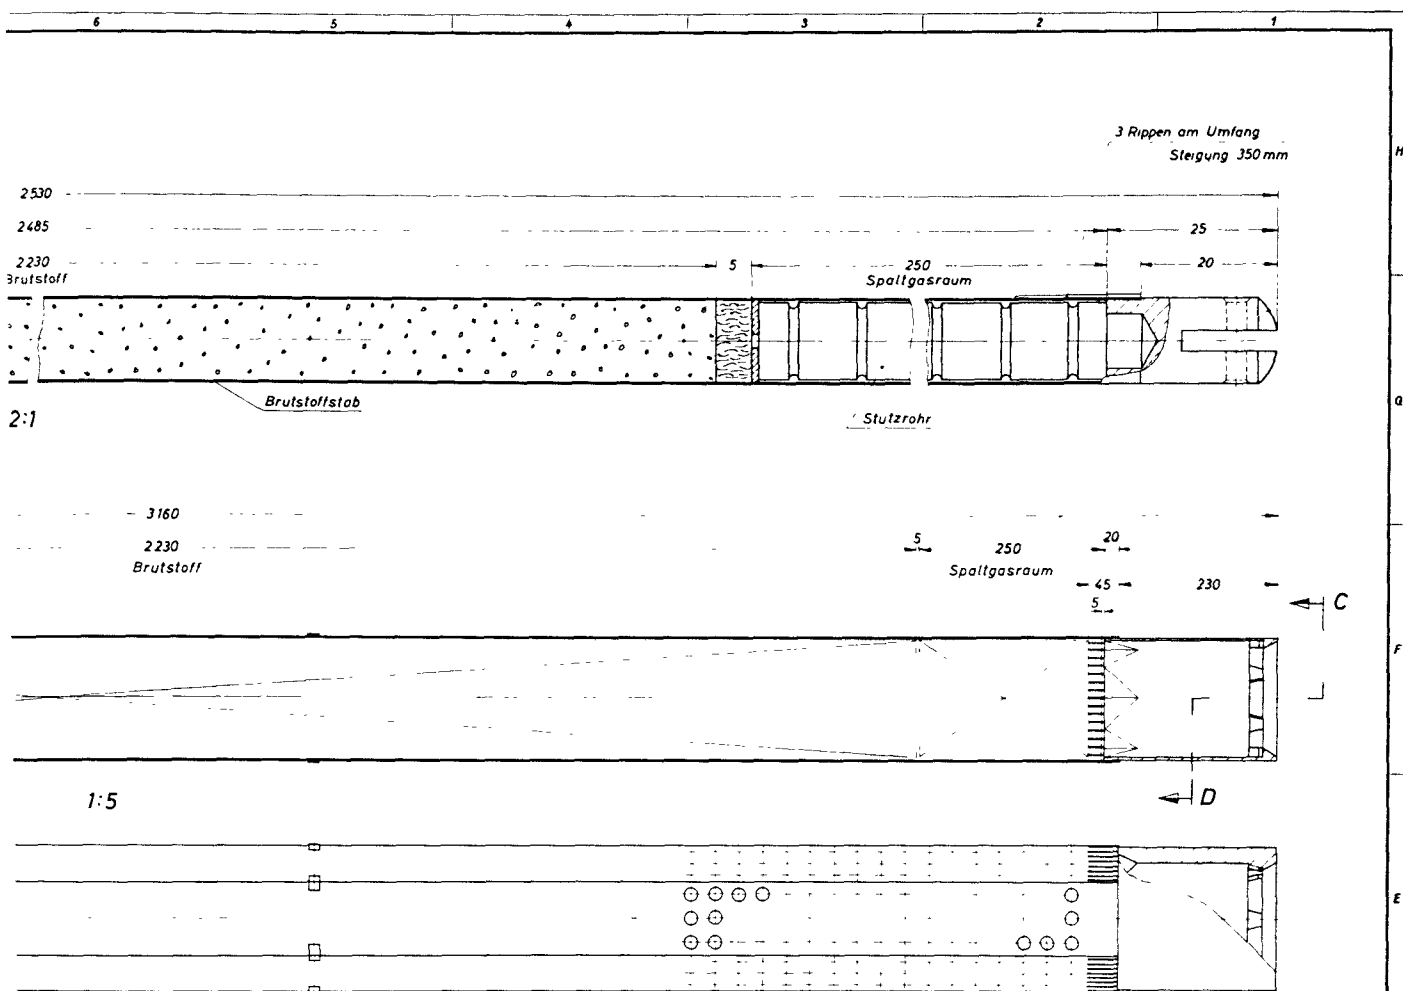 6 5 4 3 2 1
3 Rippen am Umfang
Steigung 350 mm
H
2530
2485 25
2230 5 250 20
Brutstoff Spaltgasraum
Brutstoffstab
2:1 Stutzrohr
G
3160
2230 5 250 20
Brutstoff Spaltgasraum
45 230
5 C
F
1:5 D
E